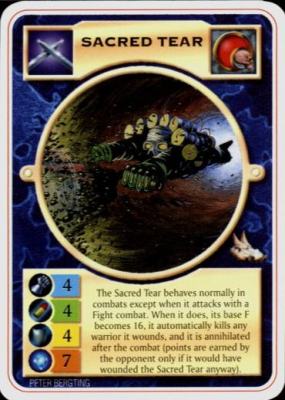 SACRED TEAR
4
4
4
7
The Sacred Tear behaves normally in
combats except when it attacks with a
Fight combat. When it does, its base F
becomes 16, it automatically kills any
warrior it wounds, and it is annihilated
after the combat (points are earned by
the opponent only if it would have
wounded the Sacred Tear anyway).
PETER BERGTING